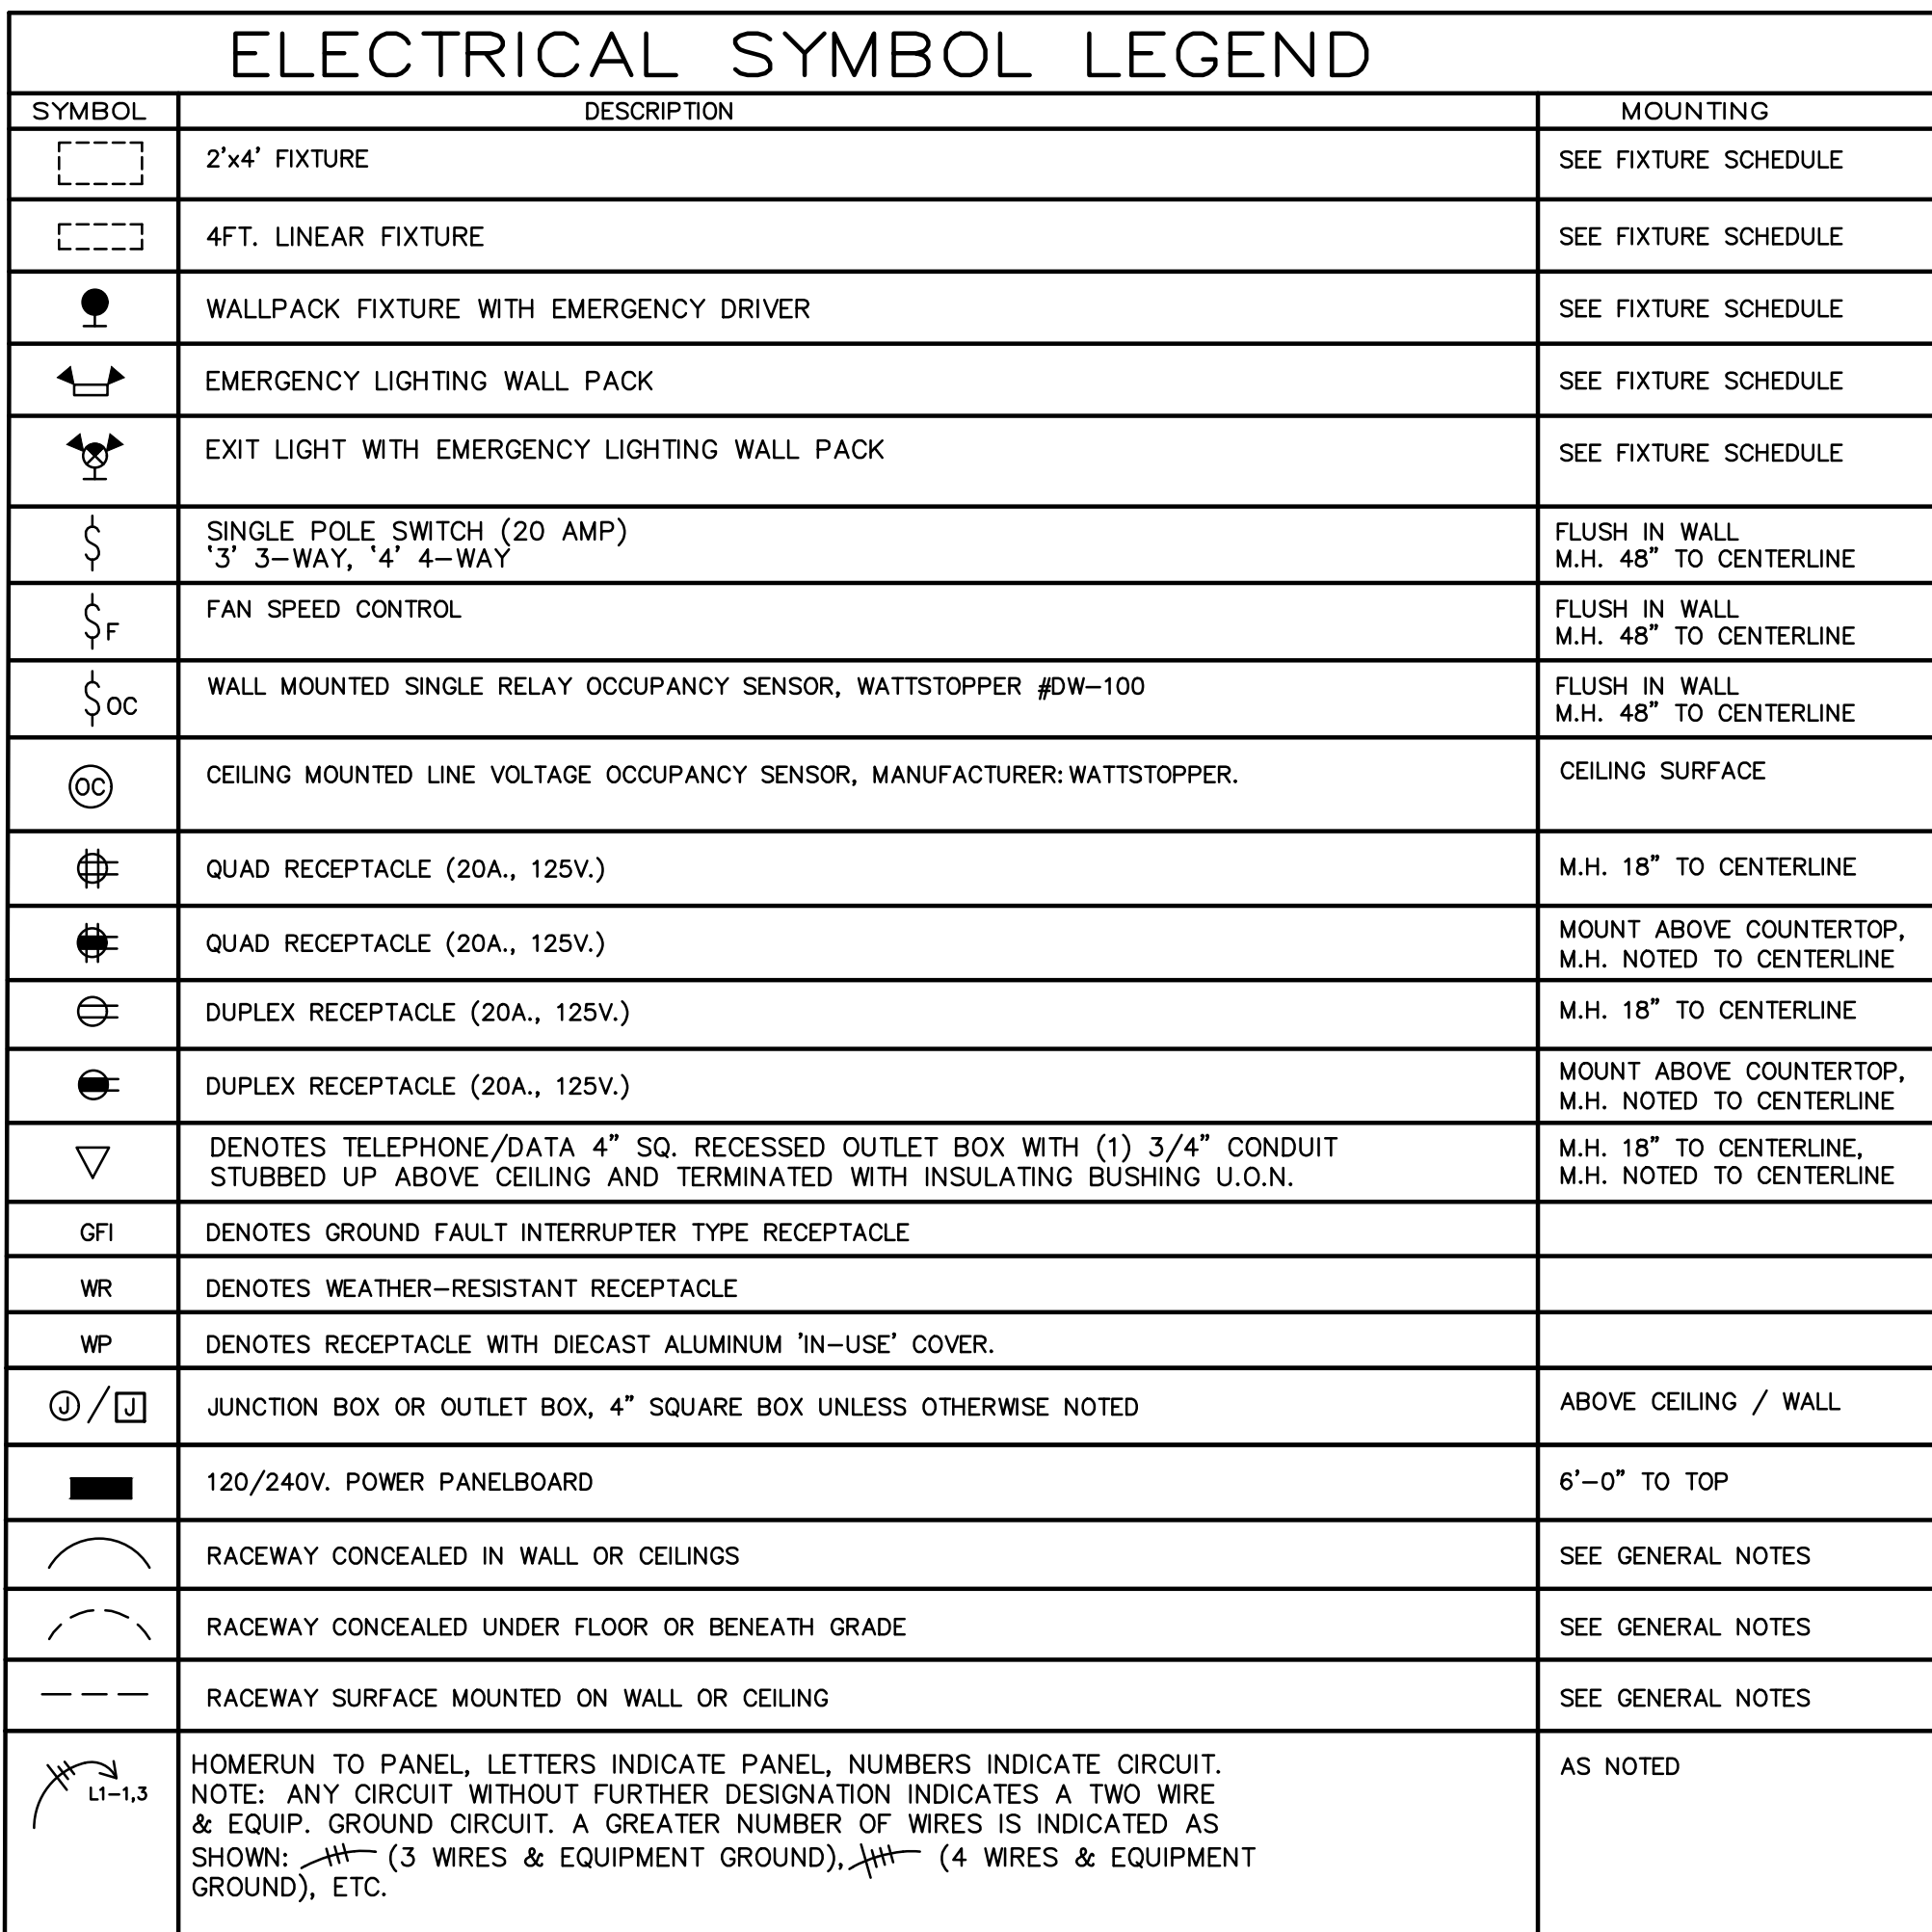 ELECTRICAL SYMBOL LEGEND
SYMBOL DESCRIPTION MOUNTING
2'x4' FIXTURE SEE FIXTURE SCHEDULE
4FT. LINEAR FIXTURE SEE FIXTURE SCHEDULE
WALLPACK FIXTURE WITH EMERGENCY DRIVER SEE FIXTURE SCHEDULE
EMERGENCY LIGHTING WALL PACK SEE FIXTURE SCHEDULE
EXIT LIGHT WITH EMERGENCY LIGHTING WALL PACK SEE FIXTURE SCHEDULE
S SINGLE POLE SWITCH (20 AMP) FLUSH IN WALL
'3' 3-WAY, '4' 4-WAY M.H. 48" TO CENTERLINE
S F FAN SPEED CONTROL FLUSH IN WALL
M.H. 48" TO CENTERLINE
S OC WALL MOUNTED SINGLE RELAY OCCUPANCY SENSOR, WATTSTOPPER #DW-100 FLUSH IN WALL
M.H. 48" TO CENTERLINE
OC CEILING MOUNTED LINE VOLTAGE OCCUPANCY SENSOR, MANUFACTURER: WATTSTOPPER. CEILING SURFACE
QUAD RECEPTACLE (20A., 125V.) M.H. 18" TO CENTERLINE
QUAD RECEPTACLE (20A., 125V.) MOUNT ABOVE COUNTERTOP,
M.H. NOTED TO CENTERLINE
DUPLEX RECEPTACLE (20A., 125V.) M.H. 18" TO CENTERLINE
DUPLEX RECEPTACLE (20A., 125V.) MOUNT ABOVE COUNTERTOP,
M.H. NOTED TO CENTERLINE
DENOTES TELEPHONE/DATA 4" SQ. RECESSED OUTLET BOX WITH (1) 3/4" CONDUIT M.H. 18" TO CENTERLINE,
STUBBED UP ABOVE CEILING AND TERMINATED WITH INSULATING BUSHING U.O.N. M.H. NOTED TO CENTERLINE
GFI DENOTES GROUND FAULT INTERRUPTER TYPE RECEPTACLE
WR DENOTES WEATHER-RESISTANT RECEPTACLE
WP DENOTES RECEPTACLE WITH DIECAST ALUMINUM 'IN-USE' COVER.
J / J JUNCTION BOX OR OUTLET BOX, 4" SQUARE BOX UNLESS OTHERWISE NOTED ABOVE CEILING / WALL
120/240V. POWER PANELBOARD 6'-0" TO TOP
RACEWAY CONCEALED IN WALL OR CEILINGS SEE GENERAL NOTES
RACEWAY CONCEALED UNDER FLOOR OR BENEATH GRADE SEE GENERAL NOTES
RACEWAY SURFACE MOUNTED ON WALL OR CEILING SEE GENERAL NOTES
HOMERUN TO PANEL, LETTERS INDICATE PANEL, NUMBERS INDICATE CIRCUIT. AS NOTED
L1-1,3 NOTE: ANY CIRCUIT WITHOUT FURTHER DESIGNATION INDICATES A TWO WIRE
& EQUIP. GROUND CIRCUIT. A GREATER NUMBER OF WIRES IS INDICATED AS
SHOWN: (3 WIRES & EQUIPMENT GROUND), (4 WIRES & EQUIPMENT
GROUND), ETC.